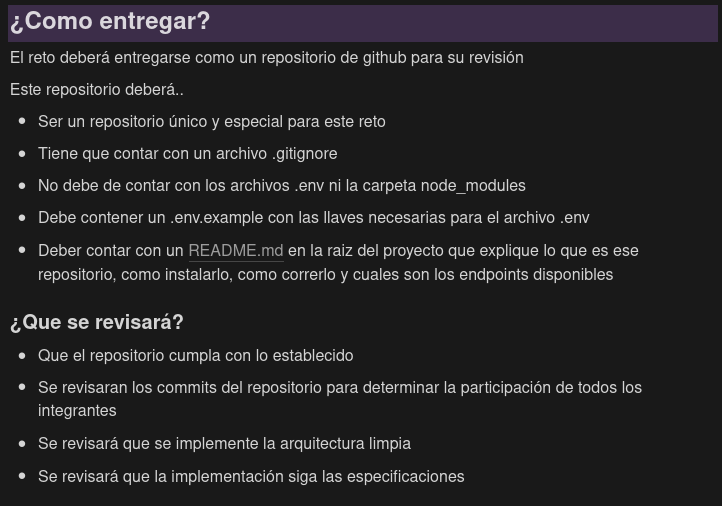 ¿Como entregar?
El reto deberá entregarse como un repositorio de github para su revisión
Este repositorio deberá..
• Ser un repositorio único y especial para este reto
• Tiene que contar con un archivo .gitignore
• No debe de contar con los archivos .env ni la carpeta node_modules
• Debe contener un .env.example con las llaves necesarias para el archivo .env
• Deber contar con un README.md en la raiz del proyecto que explique lo que es ese
repositorio, como instalarlo, como correrlo y cuales son los endpoints disponibles
¿Que se revisará?
• Que el repositorio cumpla con lo establecido
• Se revisaran los commits del repositorio para determinar la participación de todos los
integrantes
• Se revisará que se implemente la arquitectura limpia
• Se revisará que la implementación siga las especificaciones